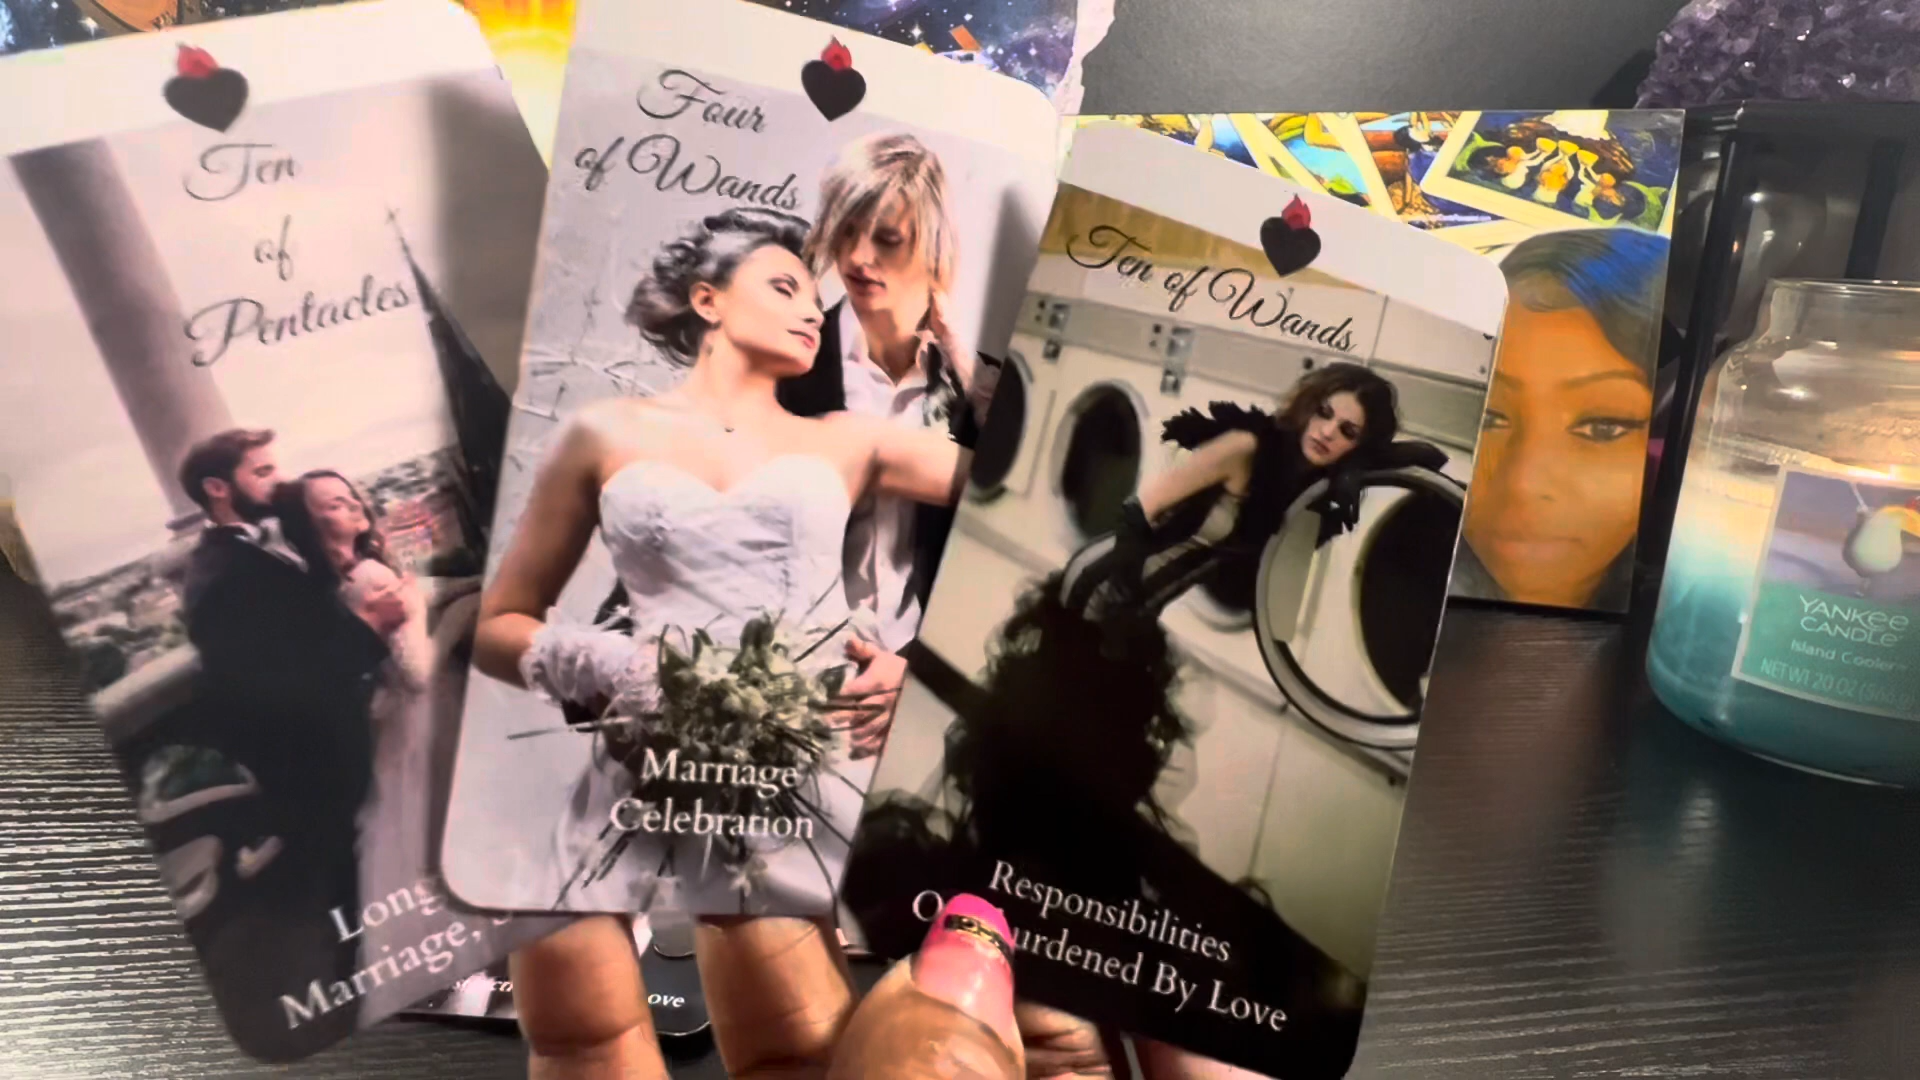 Ten
of
Pentacles
Long
Marriage,
Four
of Wands
Marriage
Celebration
Ten of Wands
Responsibilities
By Love
ove
YANKEE
CANDLE
Island Cooler
NET WT 20 OZ